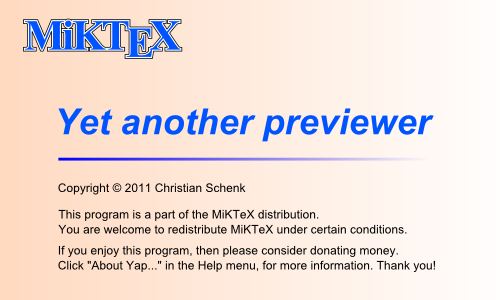 MiKTEX
Yet another previewer
Copyright © 2011 Christian Schenk
This program is a part of the MiKTeX distribution.
You are welcome to redistribute MiKTeX under certain conditions.
If you enjoy this program, then please consider donating money.
Click "About Yap..." in the Help menu, for more information. Thank you!